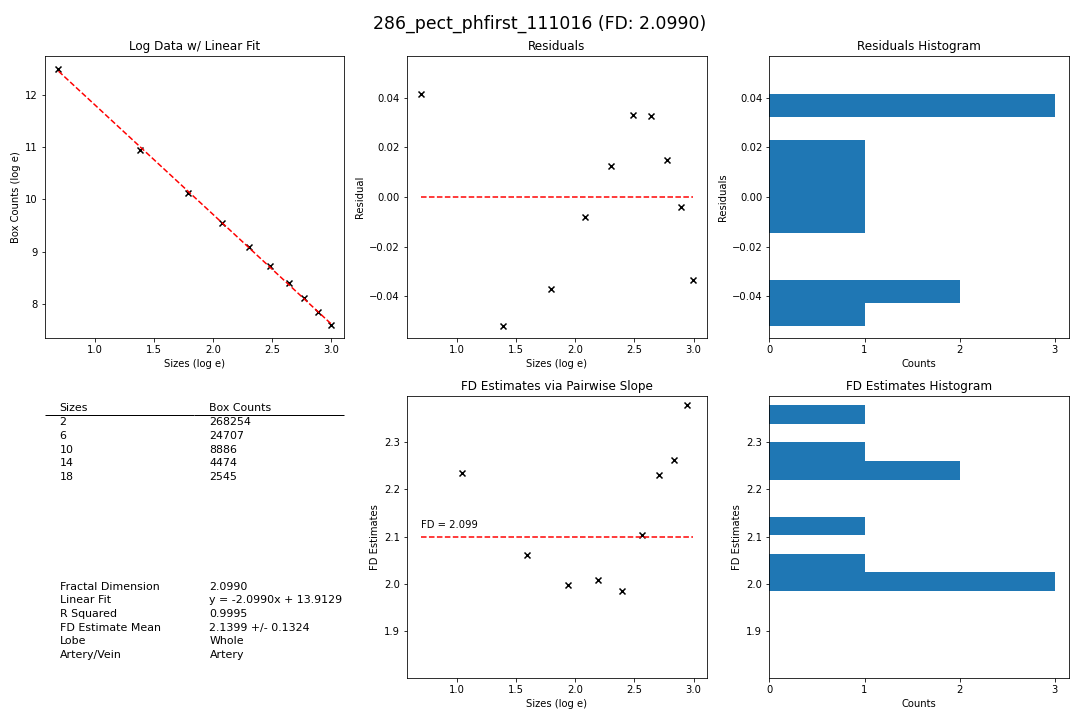 286_pect_phfirst_111016 (FD: 2.0990)
Log Data w/ Linear Fit
Box Counts (log e)
12
11
10
9
8
1.0 1.5 2.0 2.5 3.0
Sizes (log e)
Residuals
Residual
0.04
0.02
0.00
−0.02
−0.04
1.0 1.5 2.0 2.5 3.0
Sizes (log e)
Residuals Histogram
Residuals
0.04
0.02
0.00
−0.02
−0.04
0 1 2 3
Counts
Sizes Box Counts
2 268254
6 24707
10 8886
14 4474
18 2545
Fractal Dimension 2.0990
Linear Fit y = -2.0990x + 13.9129
R Squared 0.9995
FD Estimate Mean 2.1399 +/- 0.1324
Lobe Whole
Artery/Vein Artery
FD Estimates via Pairwise Slope
FD Estimates
2.3
2.2
2.1
2.0
1.9
FD = 2.099
1.0 1.5 2.0 2.5 3.0
Sizes (log e)
FD Estimates Histogram
FD Estimates
2.3
2.2
2.1
2.0
1.9
0 1 2 3
Counts